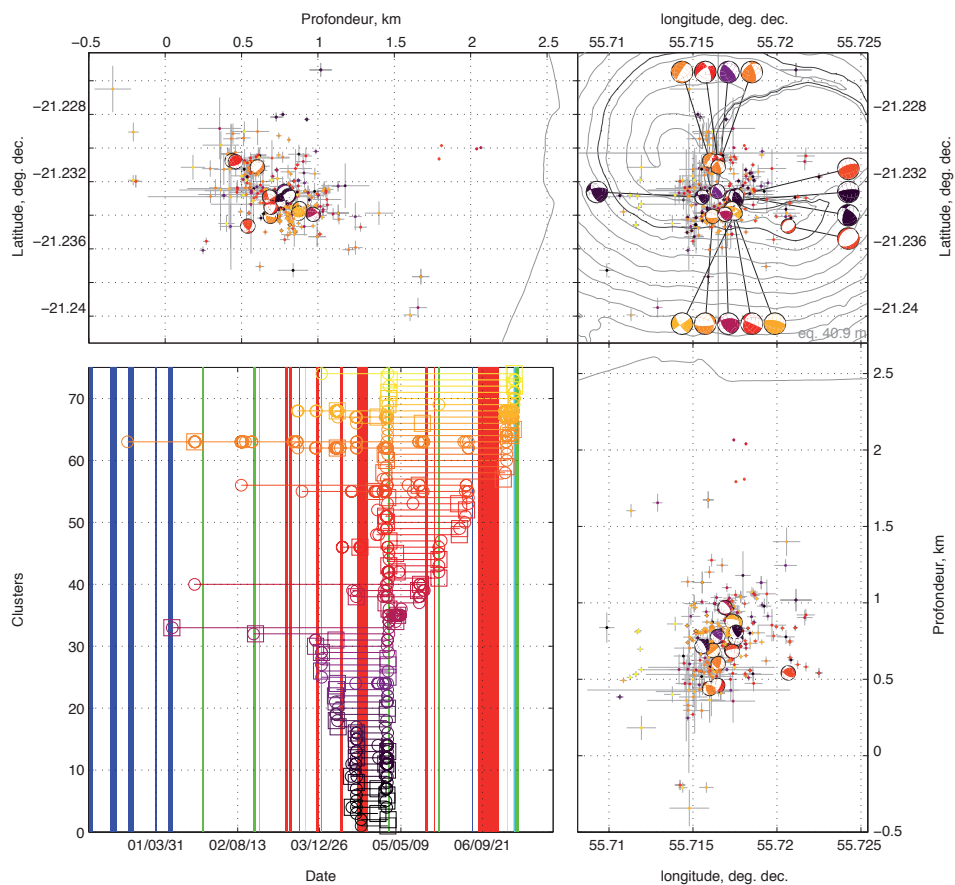 Profondeur, km
−0.5 0 0.5 1 1.5 2 2.5
Latitude, deg. dec.
−21.228
−21.232
−21.236
−21.24
longitude, deg. dec.
55.71 55.715 55.72 55.725
−21.228
−21.232
−21.236
−21.24
Latitude, deg. dec.
eq. 40.9 m
Clusters
70
60
50
40
30
20
10
0
01/03/31 02/08/13 03/12/26 05/05/09 06/09/21
Date
2.5
2
1.5
1
0.5
0
−0.5
Profondeur, km
55.71 55.715 55.72 55.725
longitude, deg. dec.